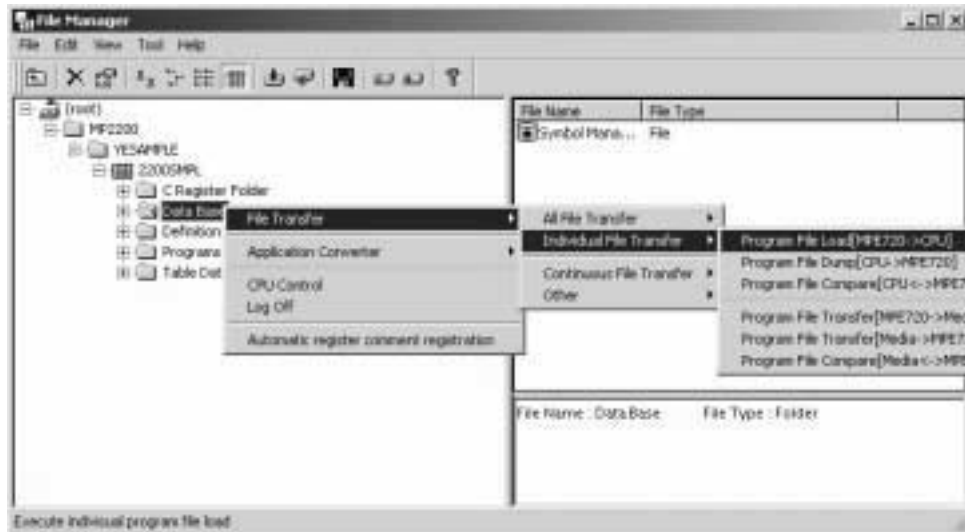 File Manager
File Edit View Tool Help
(root)
MP2200
YESAMPLE
2200SMPL
C Register Folder
Data Base
Definition
Programs
Table Dat
File Name File Type
Symbol Mana... File
File Transfer
Application Converter
CPU Control
Log Off
Automatic register comment registration
All File Transfer
Individual File Transfer
Continuous File Transfer
Other
Program File Load[MPE720->CPU]
Program File Dump[CPU->MPE720]
Program File Compare[CPU<->MPE7
Program File Transfer[MPE720->Med
Program File Transfer[Media->MPE7
Program File Compare[Media<->MPE
File Name : Data Base File Type : Folder
Execute indivisual program file load